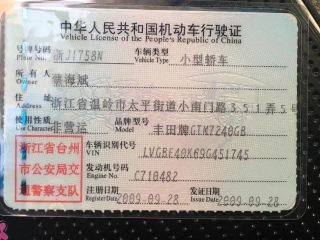 中华人民共和国机动车行驶证
Vehicle License of the People's Republic of China
号牌号码 浙J1758N 车辆类型 小型轿车
Plate No. Vehicle Type
所有人 海斌
Owner
住址 浙江省温岭市太平街道小南门路351弄5号
Address
使用性质 非营运 品牌型号 丰田牌GTM7240GB
Use Character Model
浙江省台州市公安局交通警察支队
车辆识别代号 LVGBE40K69G451745
VIN
发动机号码 C710482
Engine No.
注册日期 2009-09-28 发证日期 2009-09-28
Register Date Issue Date